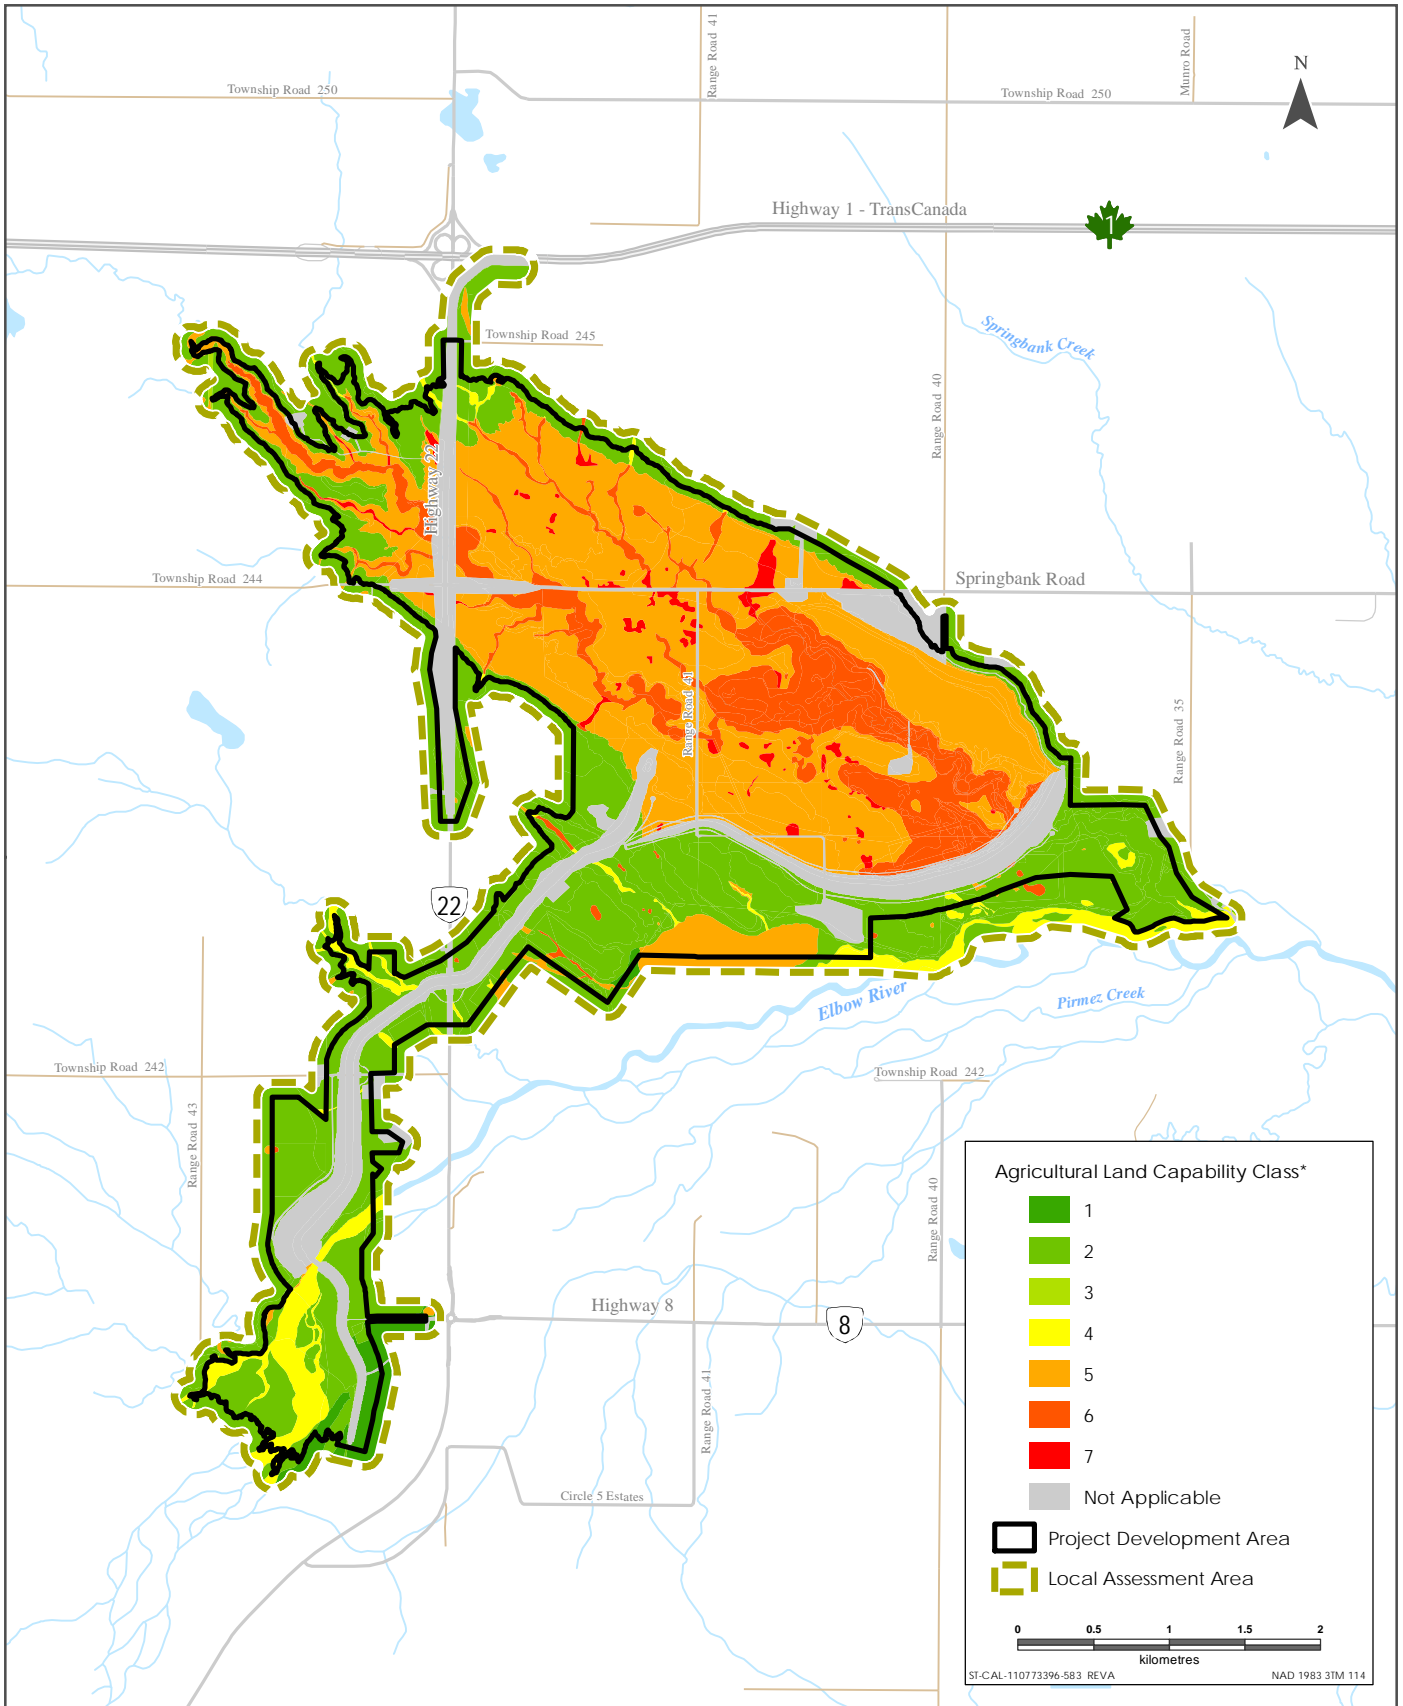 Range Road 41
Munro Road
N
Township Road 250
Township Road 250
Highway 1 - TransCanada
1
Springbank Creek
Township Road 245
Range Road 40
Highway 22
Township Road 244
Springbank Road
Range Road 41
Range Road 35
22
Elbow River
Pirmez Creek
Township Road 242
Township Road 242
Range Road 43
Range Road 40
Highway 8
8
Range Road 41
Circle 5 Estates
Agricultural Land Capability Class*
1
2
3
4
5
6
7
Not Applicable
Project Development Area
Local Assessment Area
0 0.5 1 1.5 2
kilometres
ST-CAL-110773396-583 REVA NAD 1983 3TM 114